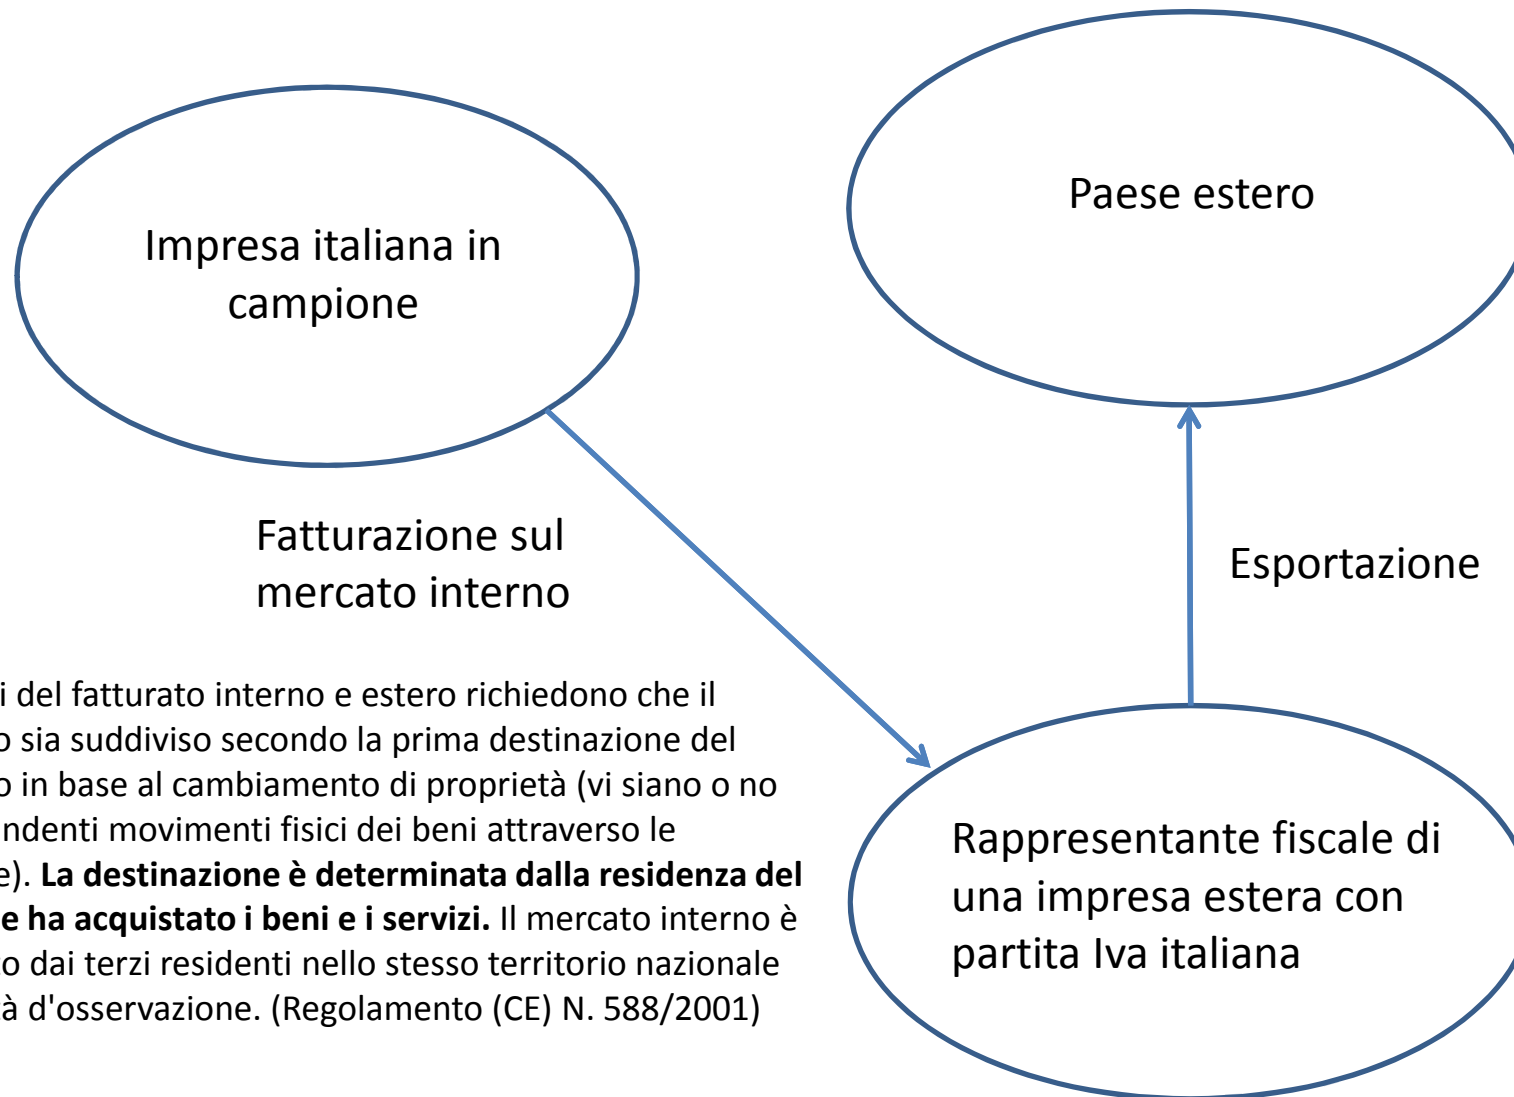 Impresa italiana in
campione
Paese estero
Fatturazione sul
mercato interno
Esportazione
i del fatturato interno e estero richiedono che il
o sia suddiviso secondo la prima destinazione del
o in base al cambiamento di proprietà (vi siano o no
ndenti movimenti fisici dei beni attraverso le
e). La destinazione è determinata dalla residenza del
e ha acquistato i beni e i servizi. Il mercato interno è
o dai terzi residenti nello stesso territorio nazionale
tà d'osservazione. (Regolamento (CE) N. 588/2001)
Rappresentante fiscale di
una impresa estera con
partita Iva italiana